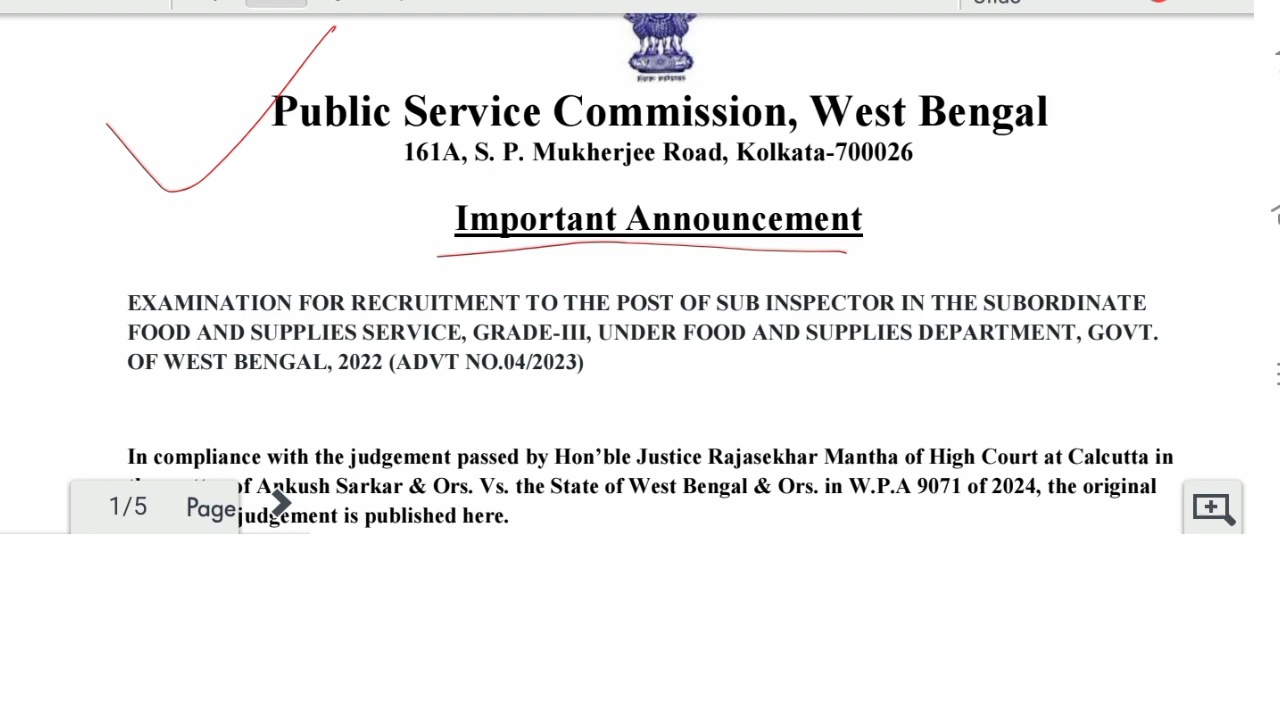 Public Service Commission, West Bengal
161A, S. P. Mukherjee Road, Kolkata-700026
Important Announcement
EXAMINATION FOR RECRUITMENT TO THE POST OF SUB INSPECTOR IN THE SUBORDINATE
FOOD AND SUPPLIES SERVICE, GRADE-III, UNDER FOOD AND SUPPLIES DEPARTMENT, GOVT.
OF WEST BENGAL, 2022 (ADVT NO.04/2023)
In compliance with the judgement passed by Hon’ble Justice Rajasekhar Mantha of High Court at Calcutta in
of Ankush Sarkar & Ors. Vs. the State of West Bengal & Ors. in W.P.A 9071 of 2024, the original
1/5 Page judgement is published here.